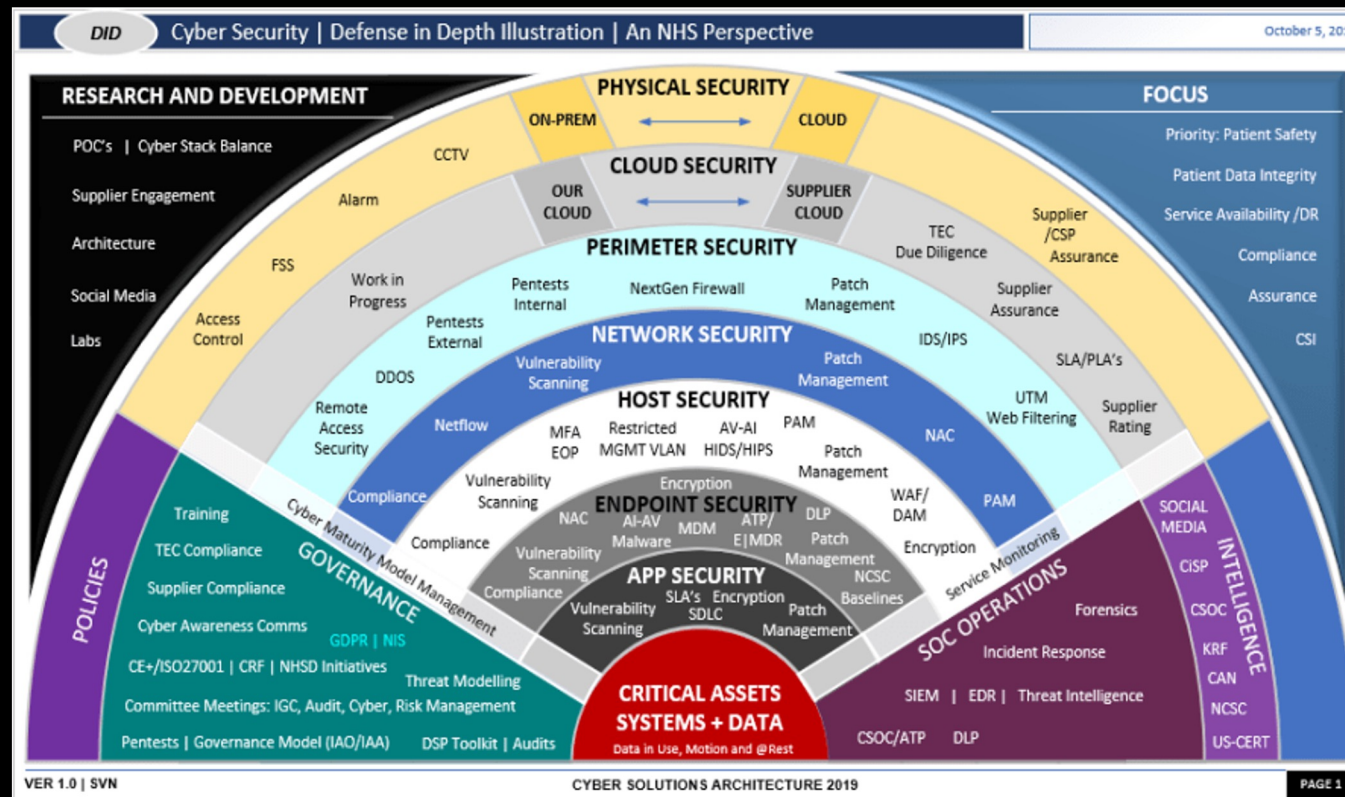 DID
Cyber Security | Defense in Depth Illustration | An NHS Perspective
October 5, 20
RESEARCH AND DEVELOPMENT
POC's | Cyber Stack Balance
Supplier Engagement
Architecture
Social Media
Labs
FOCUS
Priority: Patient Safety
Patient Data Integrity
Service Availability /DR
Compliance
Assurance
CSI
PHYSICAL SECURITY
ON-PREM
CLOUD
CCTV
Alarm
FSS
Access
Control
Supplier
/CSP
Assurance
CLOUD SECURITY
OUR
CLOUD
SUPPLIER
CLOUD
Work in
Progress
TEC
Due Diligence
Supplier
Assurance
SLA/PLA's
Supplier
Rating
PERIMETER SECURITY
Pentests
Internal
NextGen Firewall
Patch
Management
Pentests
External
IDS/IPS
DDOS
UTM
Web Filtering
Remote
Access
Security
NETWORK SECURITY
Vulnerability
Scanning
Patch
Management
Netflow
NAC
Compliance
PAM
HOST SECURITY
MFA
EOP
Restricted
MGMT VLAN
AV-AI
HIDS/HIPS
PAM
Patch
Management
Vulnerability
Scanning
WAF/
DAM
Compliance
Encryption
Encryption
ENDPOINT SECURITY
NAC
AI-AV
Malware
MDM
ATP/
E|MDR
DLP
Patch
Management
Vulnerability
Scanning
Compliance
NCSC
Baselines
APP SECURITY
Vulnerability
Scanning
SLA's
Encryption
SDLC
Patch
Management
CRITICAL ASSETS
SYSTEMS + DATA
Data in Use, Motion and @Rest
Cyber Maturity Model Management
Service Monitoring
POLICIES
GOVERNANCE
Training
TEC Compliance
Supplier Compliance
Cyber Awareness Comms
GDPR | NIS
CE+/ISO27001 | CRF | NHSD Initiatives
Threat Modelling
Committee Meetings: IGC, Audit, Cyber, Risk Management
Pentests | Governance Model (IAO/IAA)
DSP Toolkit | Audits
SOC OPERATIONS
Forensics
Incident Response
SIEM | EDR | Threat Intelligence
CSOC/ATP
DLP
INTELLIGENCE
SOCIAL
MEDIA
CiSP
CSOC
KRF
CAN
NCSC
US-CERT
VER 1.0 | SVN
CYBER SOLUTIONS ARCHITECTURE 2019
PAGE 1